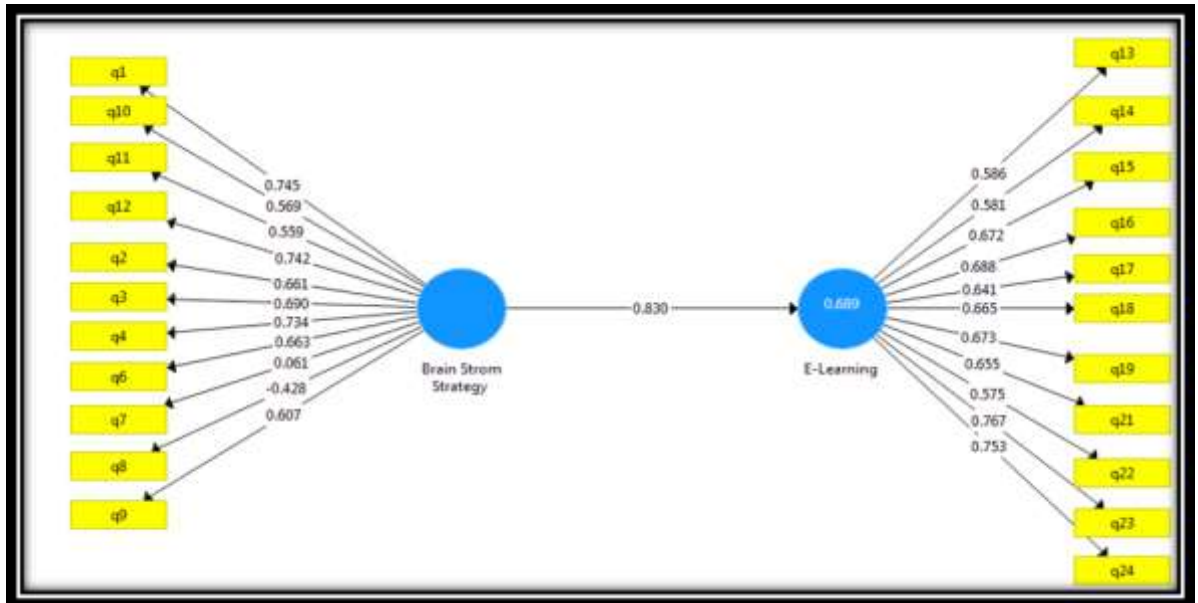 q1
q10
q11
q12
q2
q3
q4
q6
q7
q8
q9
0.745
0.569
0.559
0.742
0.661
0.690
0.734
0.663
0.061
-0.428
0.607
Brain Strom
Strategy
0.830
0.689
E-Learning
0.586
0.581
0.672
0.688
0.641
0.665
0.673
0.655
0.575
0.767
0.753
q13
q14
q15
q16
q17
q18
q19
q21
q22
q23
q24